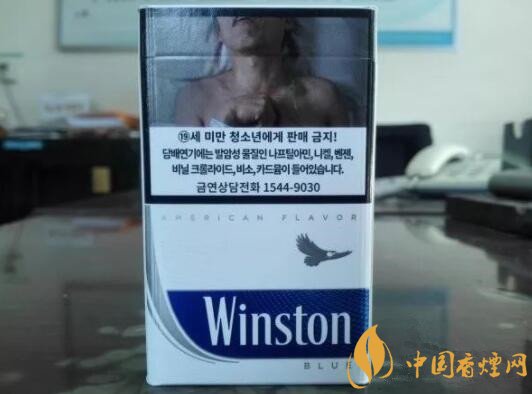 ⑲세 미만 청소년에게 판매 금지!
담배연기에는 발암성 물질인 나프틸아민, 니켈, 벤젠,
비닐 크롤라이드, 비소, 카드뮴이 들어있습니다.
금연상담전화 1544-9030
AMERICAN FLAVOR
Winston
BLUE
中国香烟网